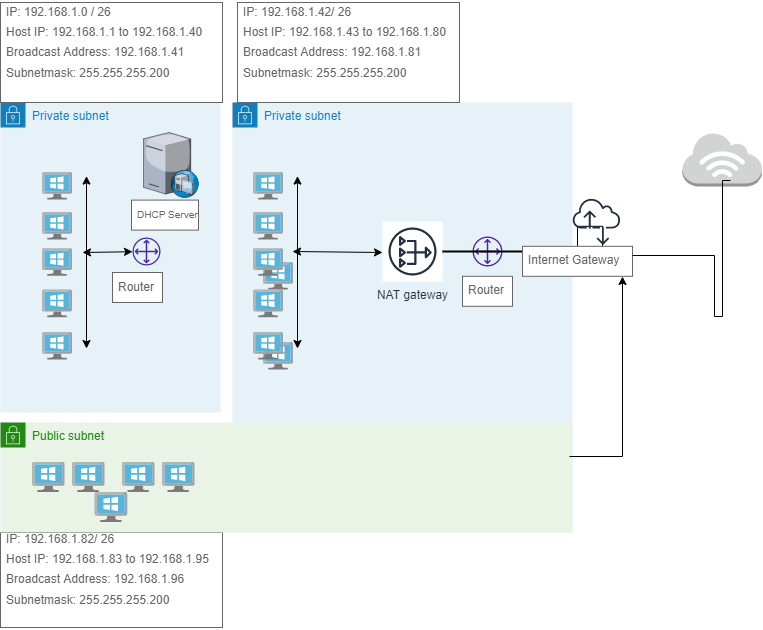 IP: 192.168.1.0 / 26
Host IP: 192.168.1.1 to 192.168.1.40
Broadcast Address: 192.168.1.41
Subnetmask: 255.255.255.200
IP: 192.168.1.42/ 26
Host IP: 192.168.1.43 to 192.168.1.80
Broadcast Address: 192.168.1.81
Subnetmask: 255.255.255.200
Private subnet
Private subnet
DHCP Server
Router
NAT gateway
Router
Internet Gateway
Public subnet
IP: 192.168.1.82/ 26
Host IP: 192.168.1.83 to 192.168.1.95
Broadcast Address: 192.168.1.96
Subnetmask: 255.255.255.200